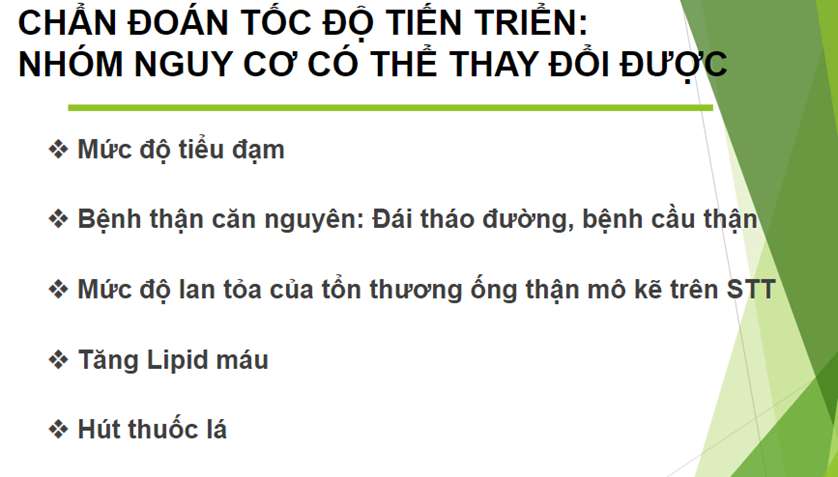 CHẨN ĐOÁN TỐC ĐỘ TIẾN TRIỂN:
NHÓM NGUY CƠ CÓ THỂ THAY ĐỔI ĐƯỢC
❖ Mức độ tiểu đạm
❖ Bệnh thận căn nguyên: Đái tháo đường, bệnh cầu thận
❖ Mức độ lan tỏa của tổn thương ống thận mô kẽ trên STT
❖ Tăng Lipid máu
❖ Hút thuốc lá